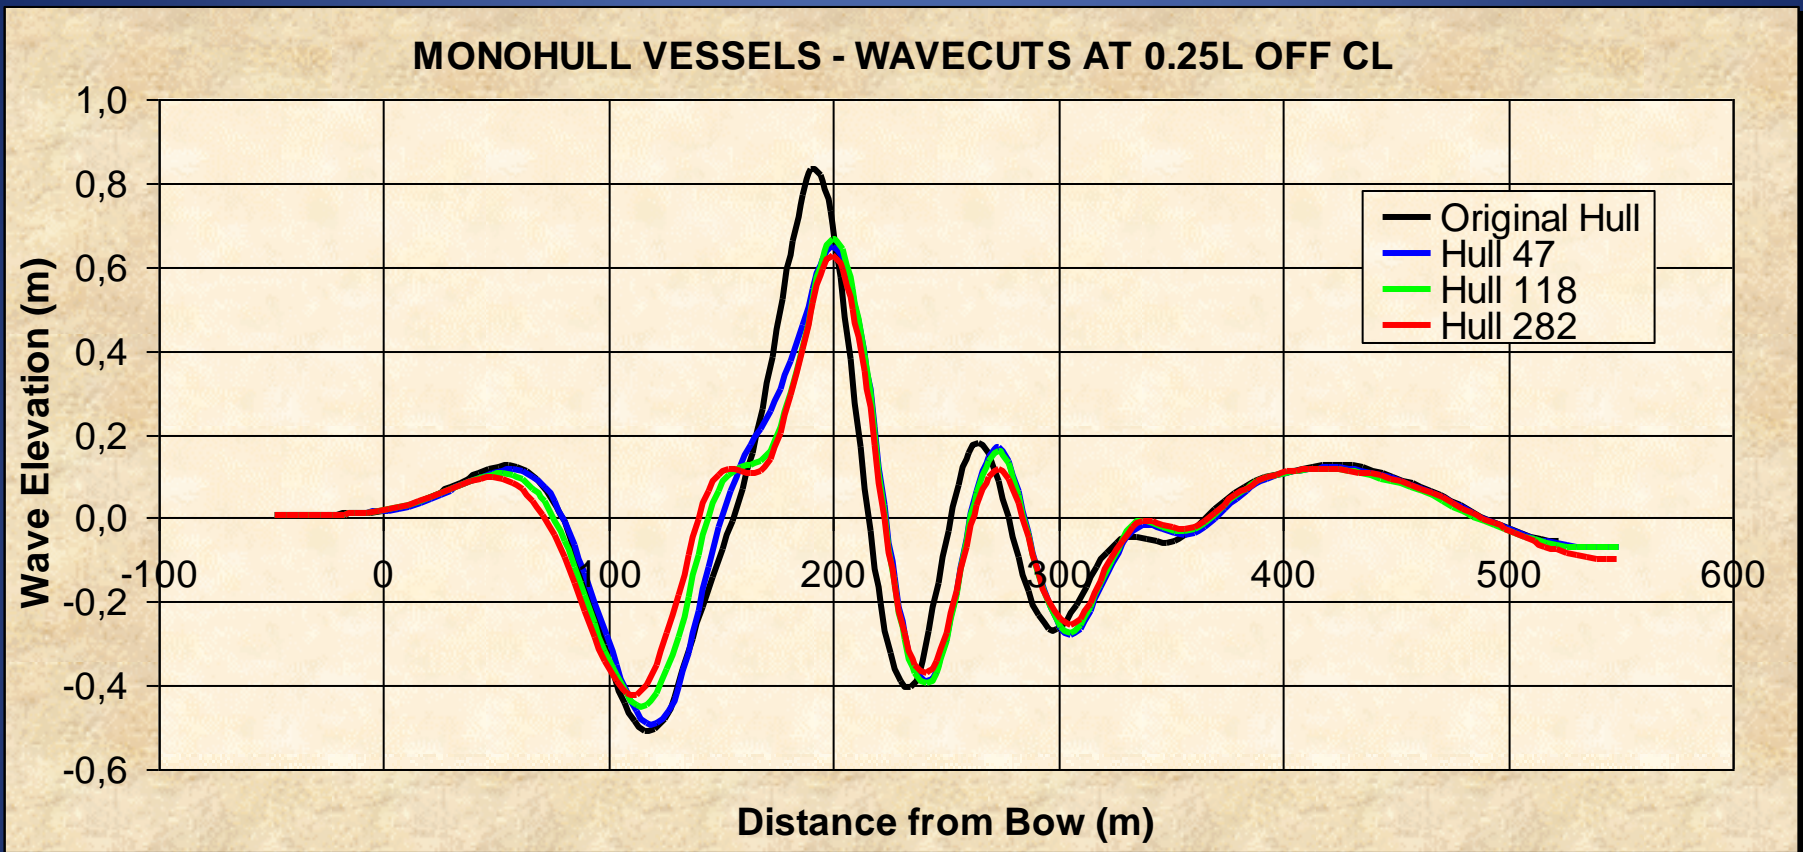 MONOHULL VESSELS - WAVECUTS AT 0.25L OFF CL
1,0
0,8
0,6
0,4
0,2
0,0
-0,2
-0,4
-0,6
Wave Elevation (m)
-100 0 100 200 300 400 500 600
Original Hull
Hull 47
Hull 118
Hull 282
Distance from Bow (m)